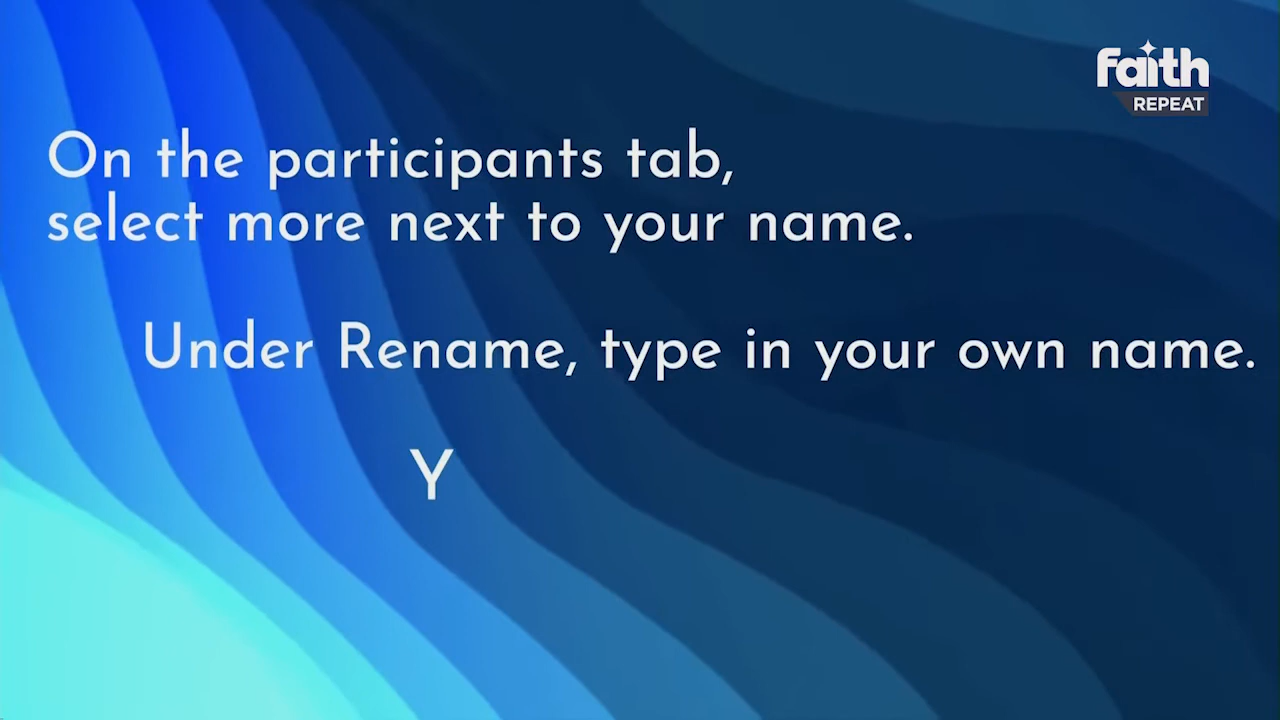 faith
REPEAT
On the participants tab,
select more next to your name.
Under Rename, type in your own name.
Y